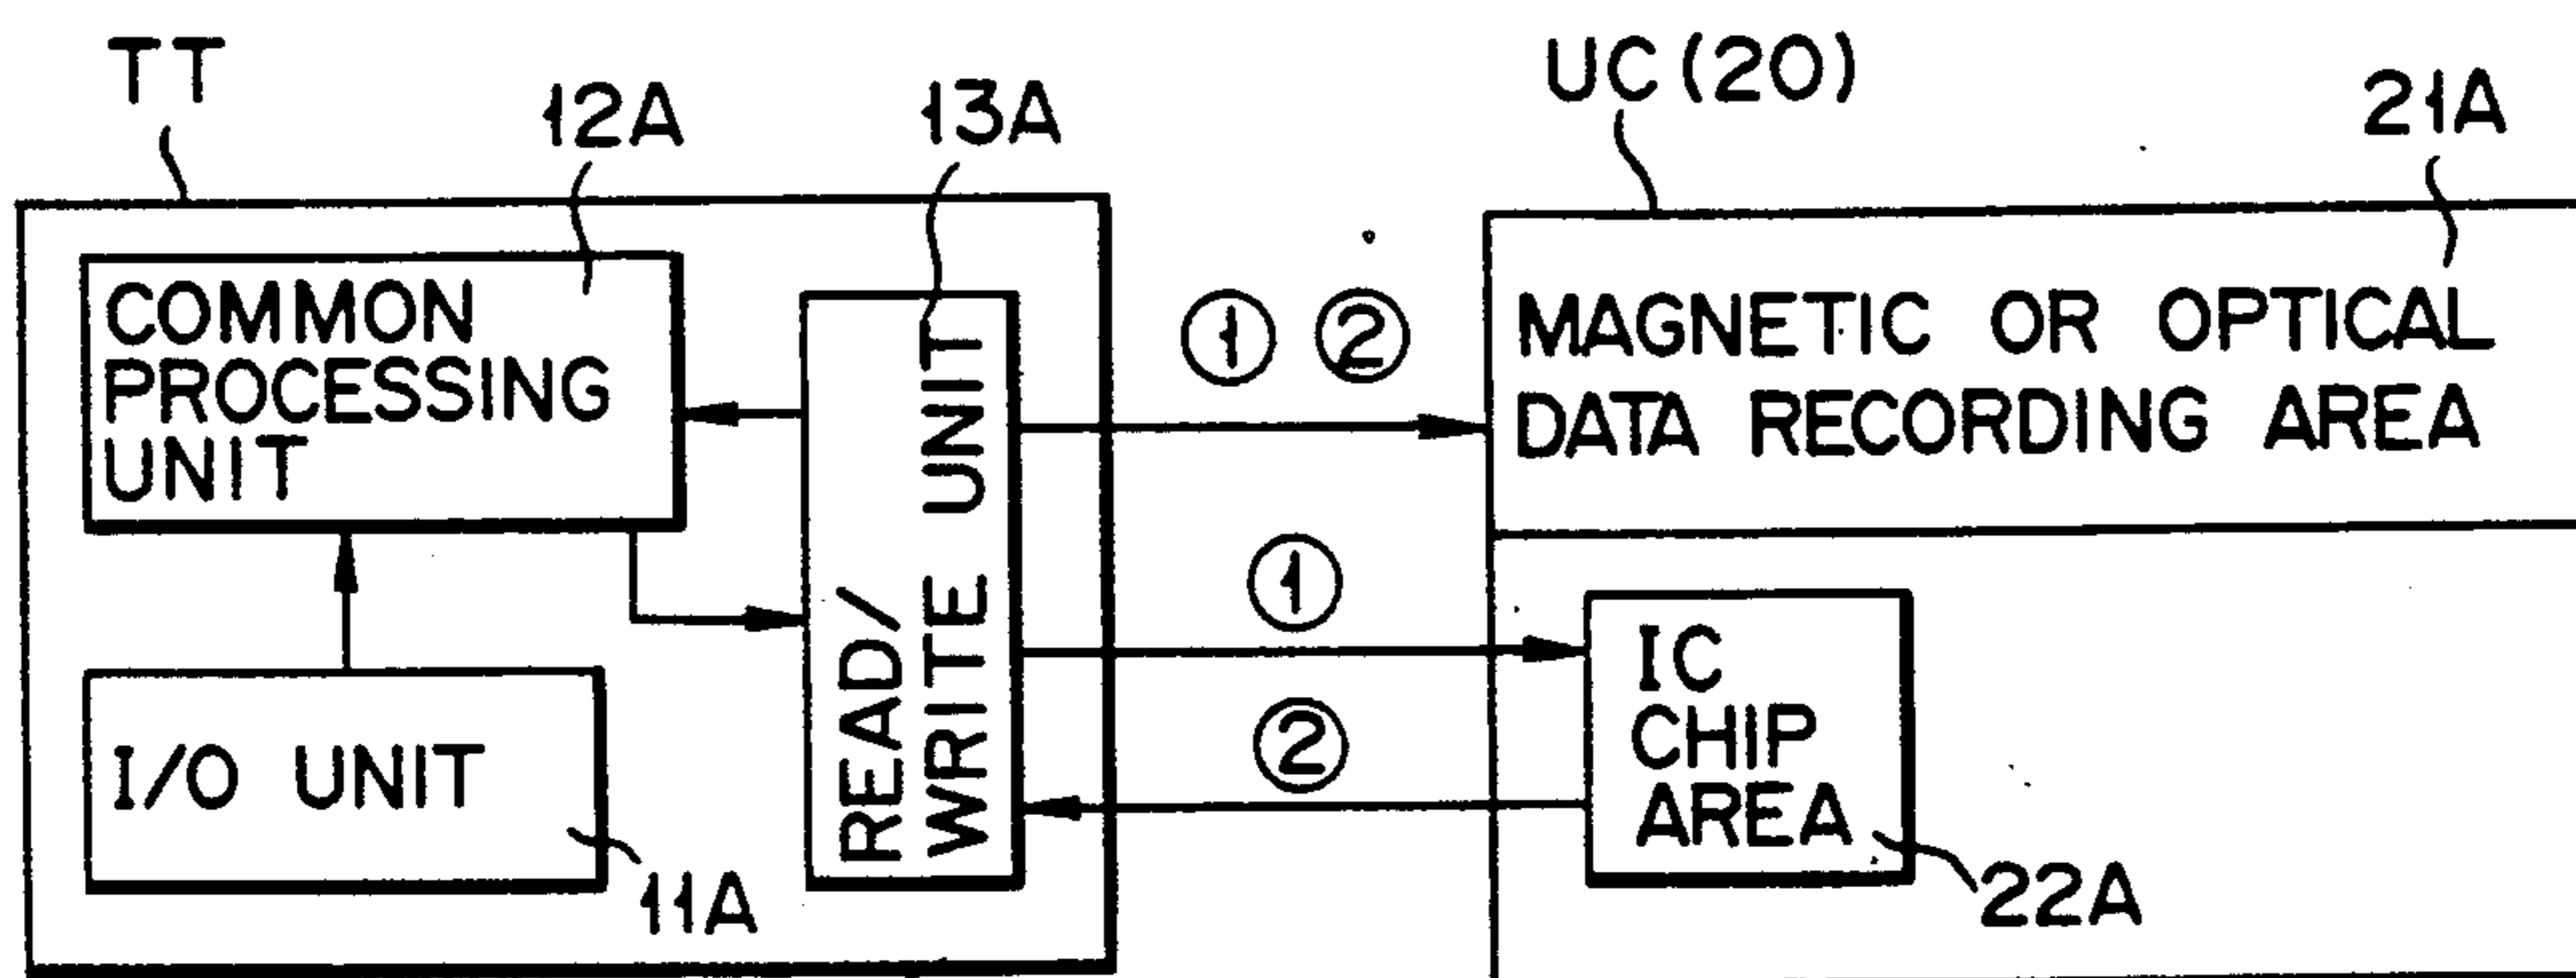 TT
12A
13A
UC(20)
21A
COMMON
PROCESSING
UNIT
READ/
WRITE UNIT
① ②
MAGNETIC OR OPTICAL
DATA RECORDING AREA
①
②
I/O UNIT
11A
IC
CHIP
AREA
22A